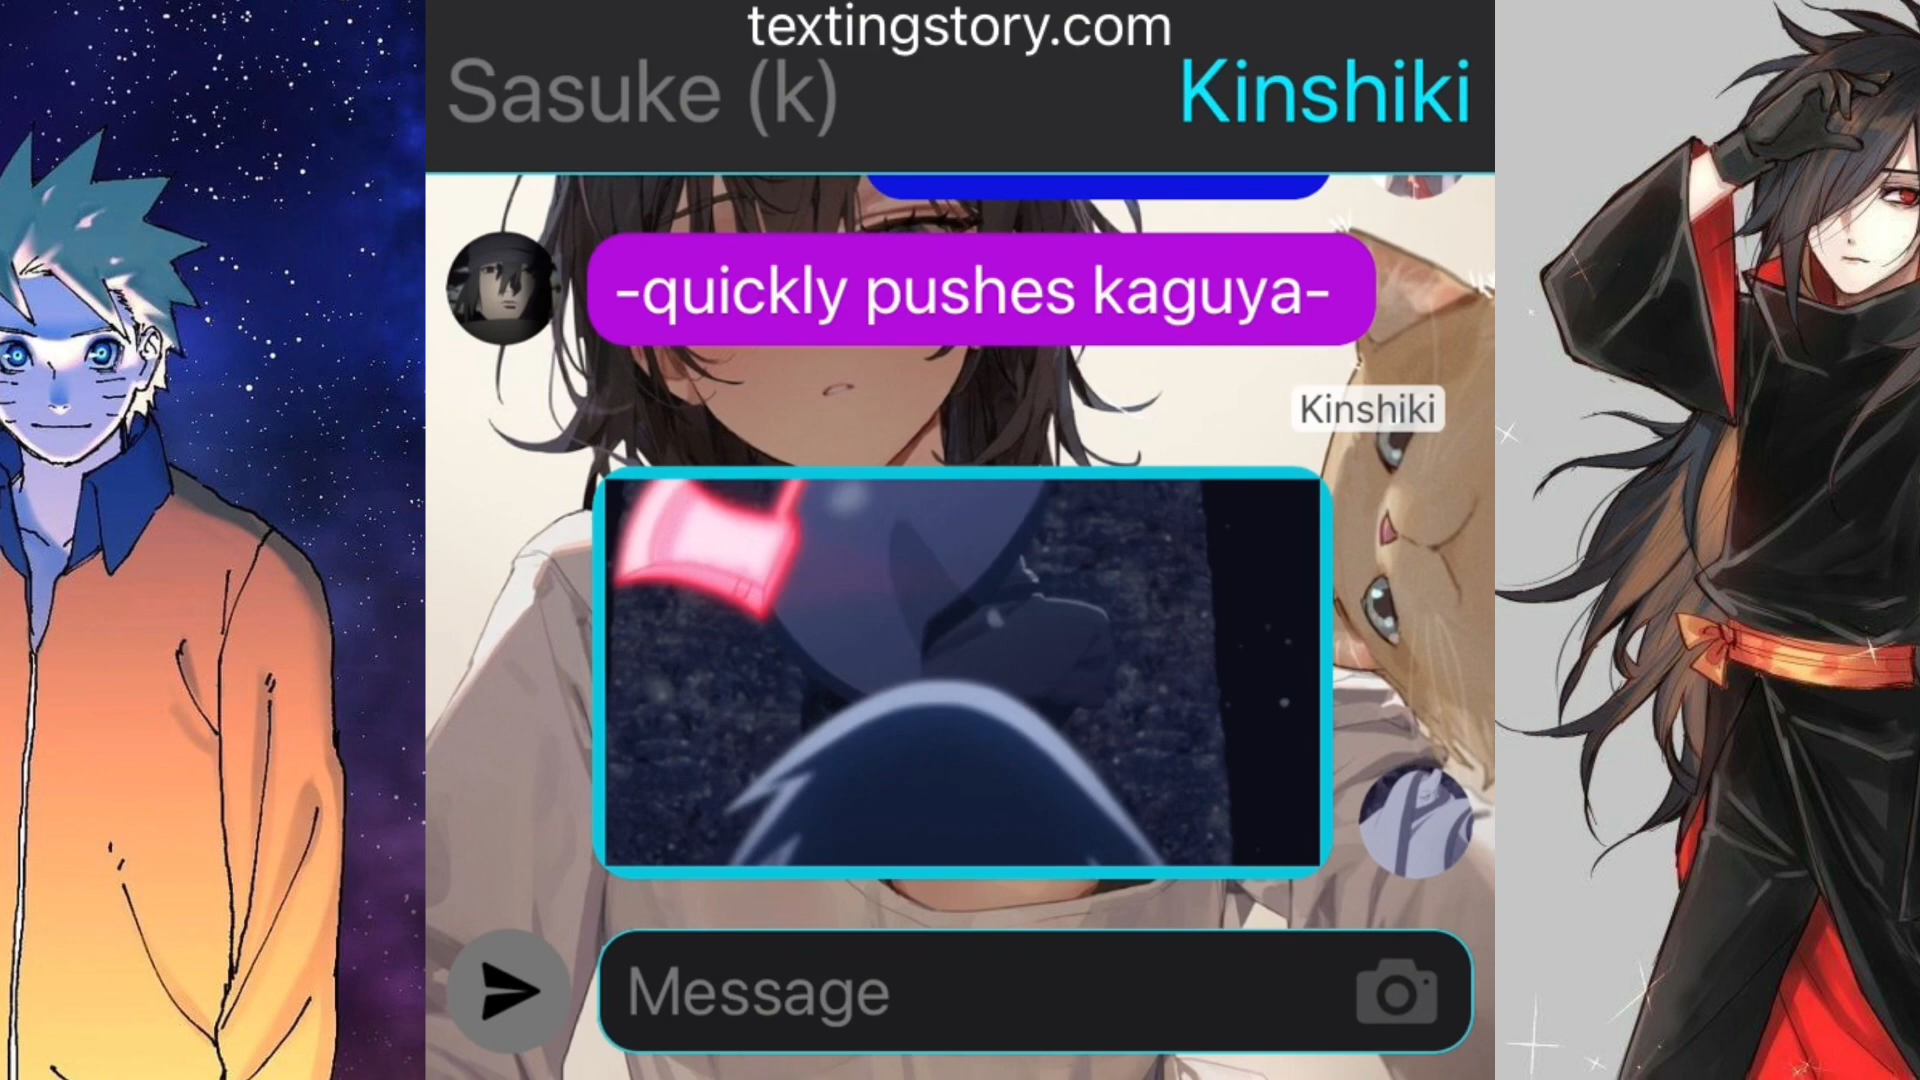 textingstory.com
Sasuke (k)
Kinshiki
-quickly pushes kaguya-
Kinshiki
Message